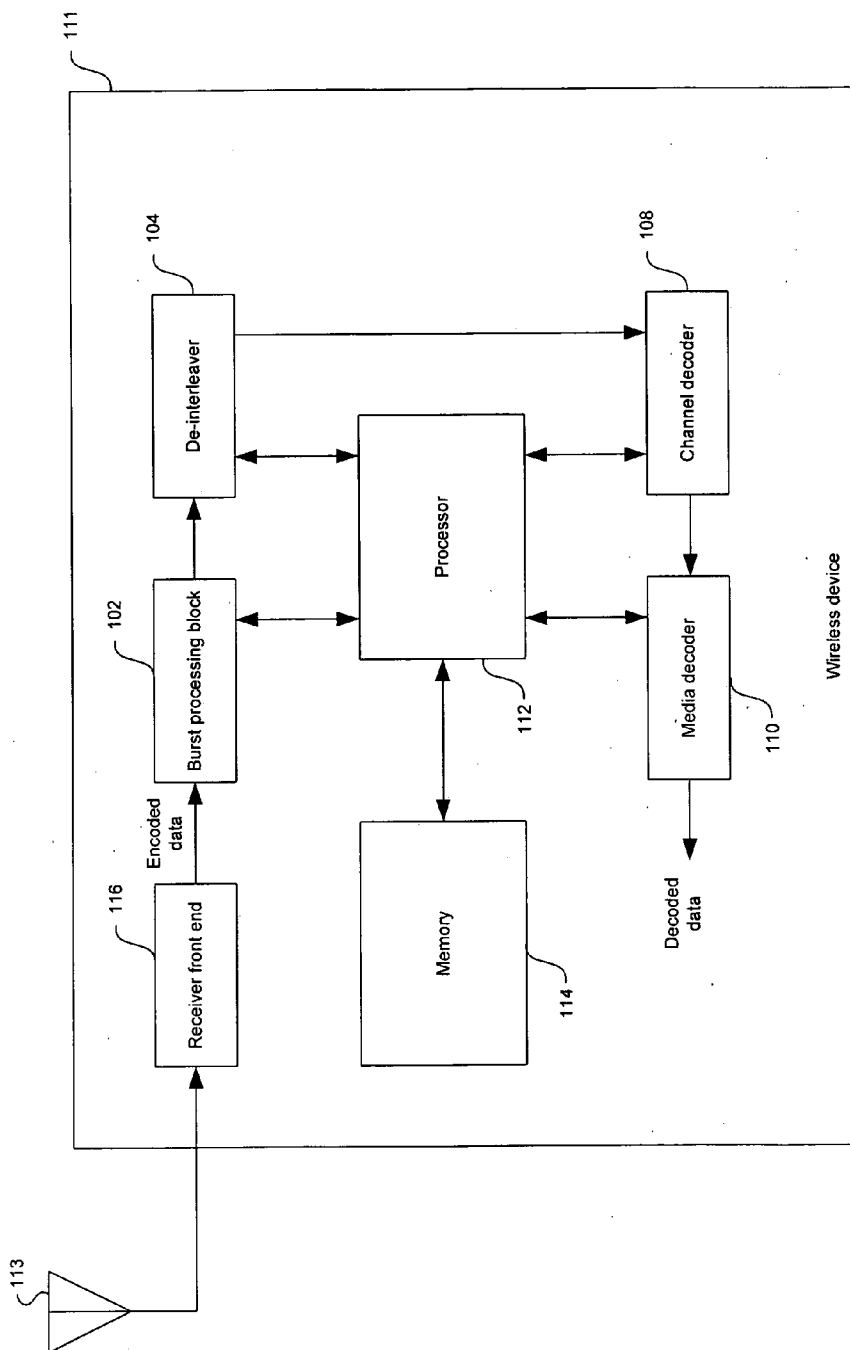 111
113
116
Receiver front end
Encoded
data
102
Burst processing block
104
De-interleaver
Memory
114
Processor
112
Decoded
data
Media decoder
110
Channel decoder
108
Wireless device